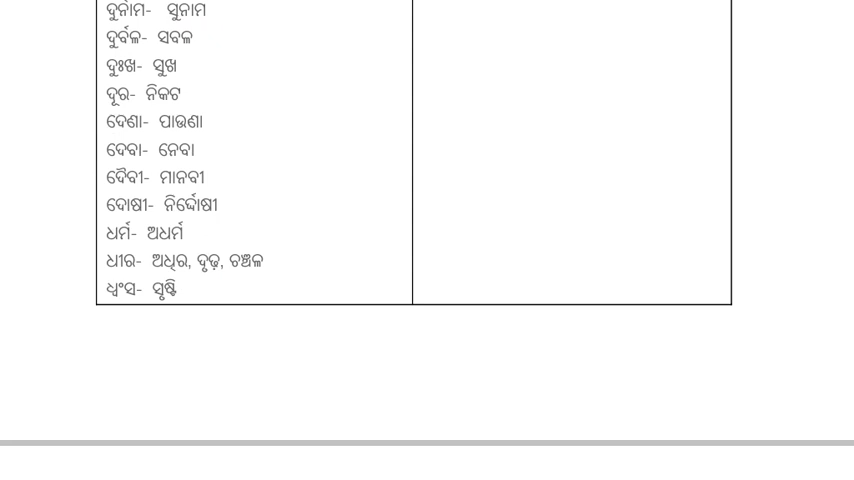 ଦୁର୍ନାମ- ସୁନାମ
ଦୁର୍ବଳ- ସବଳ
ଦୁଃଖ- ସୁଖ
ଦୂର- ନିକଟ
ଦେଣା- ପାଉଣା
ଦେବା- ନେବା
ଦୈବୀ- ମାନବୀ
ଦୋଷୀ- ନିର୍ଦ୍ଦୋଷୀ
ଧର୍ମ- ଅଧର୍ମ
ଧୀର- ଅଧିର, ଦୃଢ଼, ଚଞ୍ଚଳ
ଧ୍ୱଂସ- ସୃଷ୍ଟି